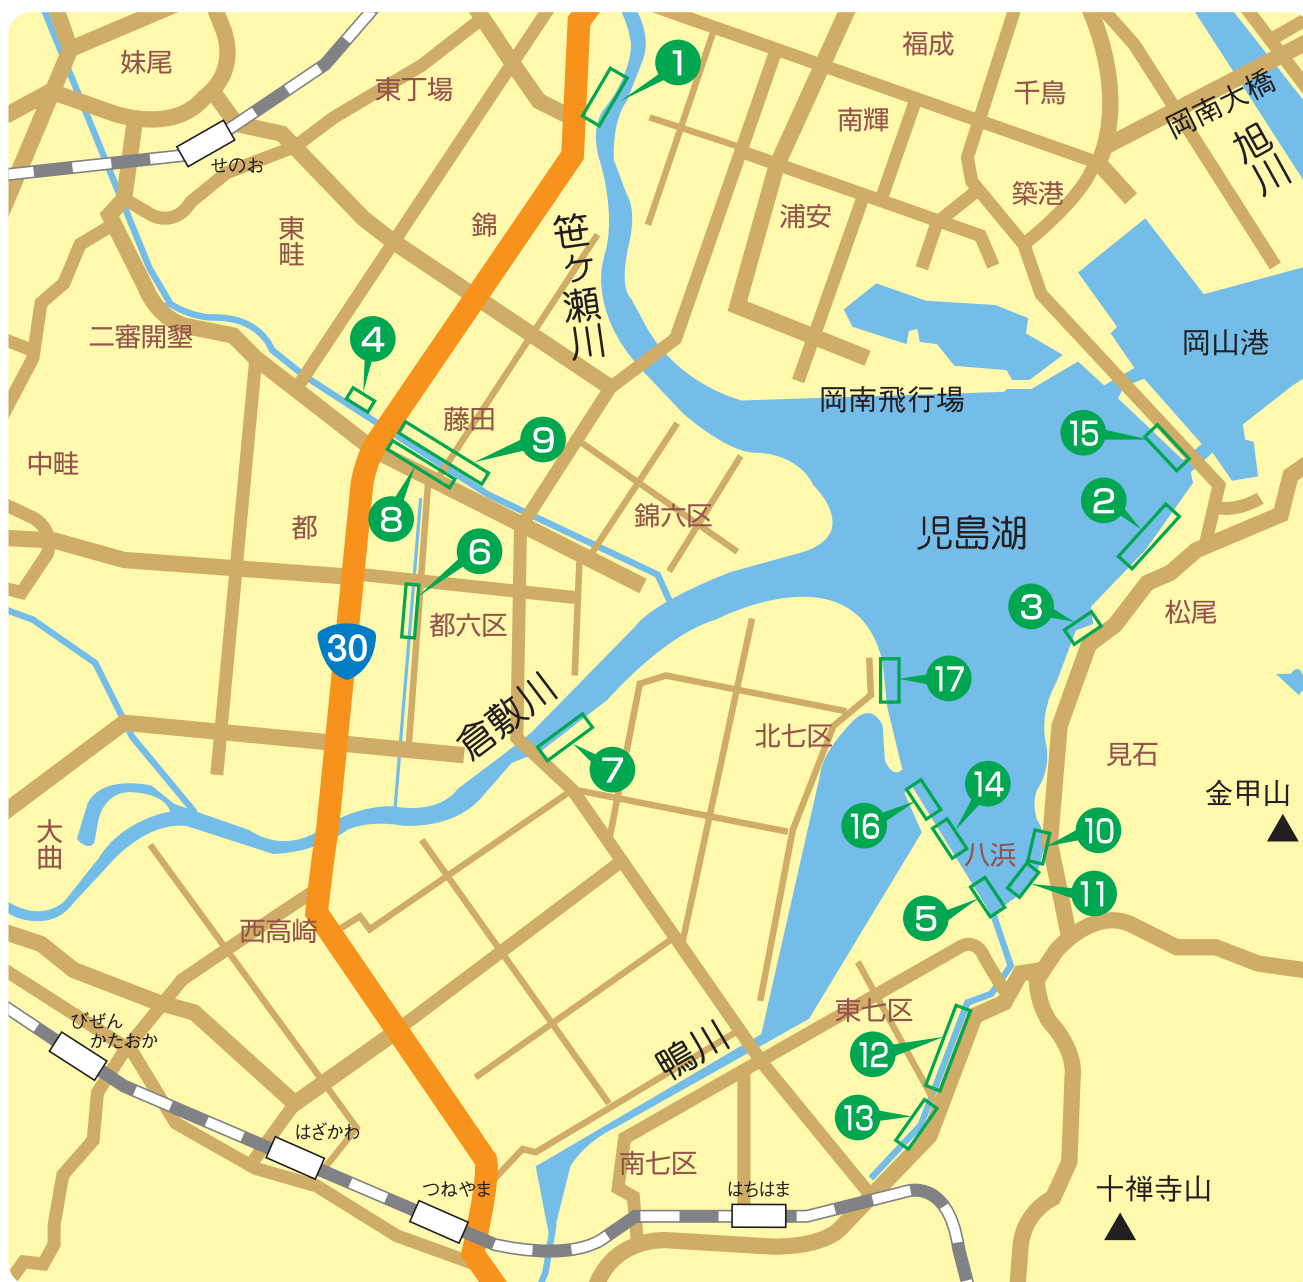 福成
妹尾
1
東丁場
千鳥
岡南大橋
南輝
旭川
せのお
築港
浦安
東畦
錦
笹ヶ瀬川
二審開墾
4
岡山港
岡南飛行場
藤田
9
15
中畦
2
8
錦六区
都
児島湖
6
3
松尾
都六区
30
17
倉敷川
北七区
見石
7
14
金甲山
16
10
大曲
八浜
11
5
西高崎
東七区
びぜん
かたおか
12
鴨川
13
はざかわ
南七区
つねやま
はちはま
十禅寺山